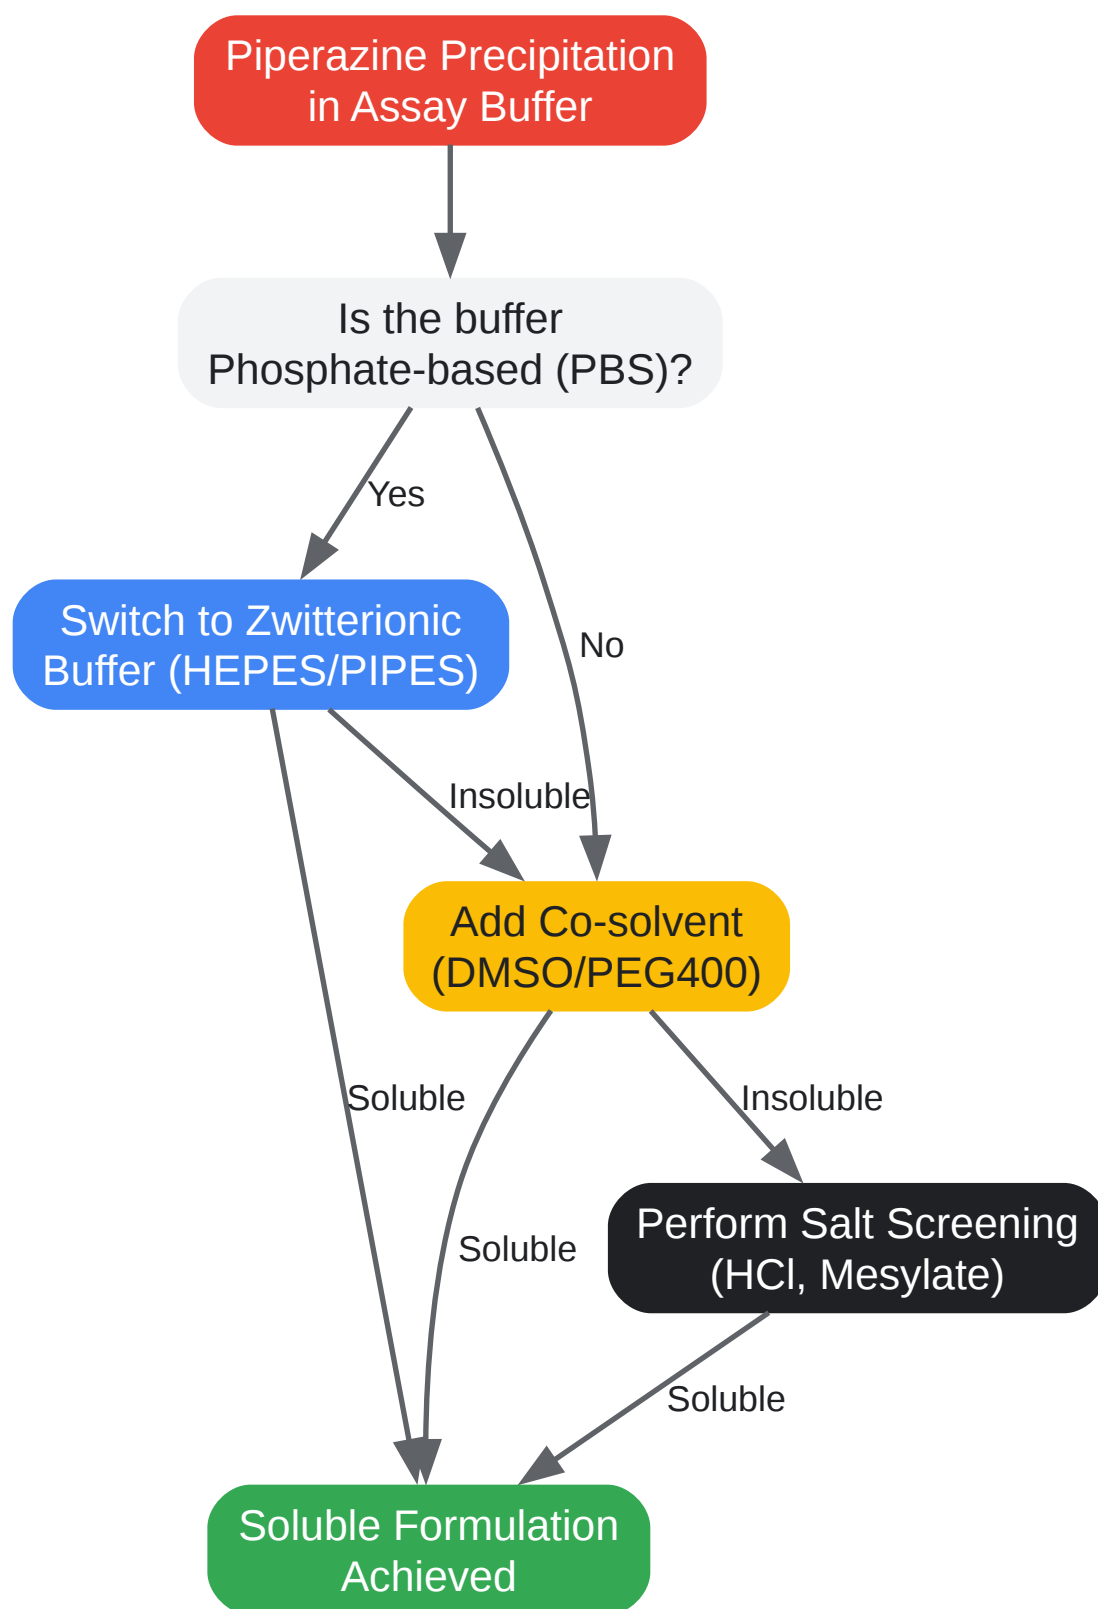 Piperazine Precipitation
in Assay Buffer
Is the buffer
Phosphate-based (PBS)?
Yes
Switch to Zwitterionic
Buffer (HEPES/PIPES)
No
Insoluble
Add Co-solvent
(DMSO/PEG400)
Soluble
Insoluble
Perform Salt Screening
(HCl, Mesylate)
Soluble
Soluble
Soluble Formulation
Achieved